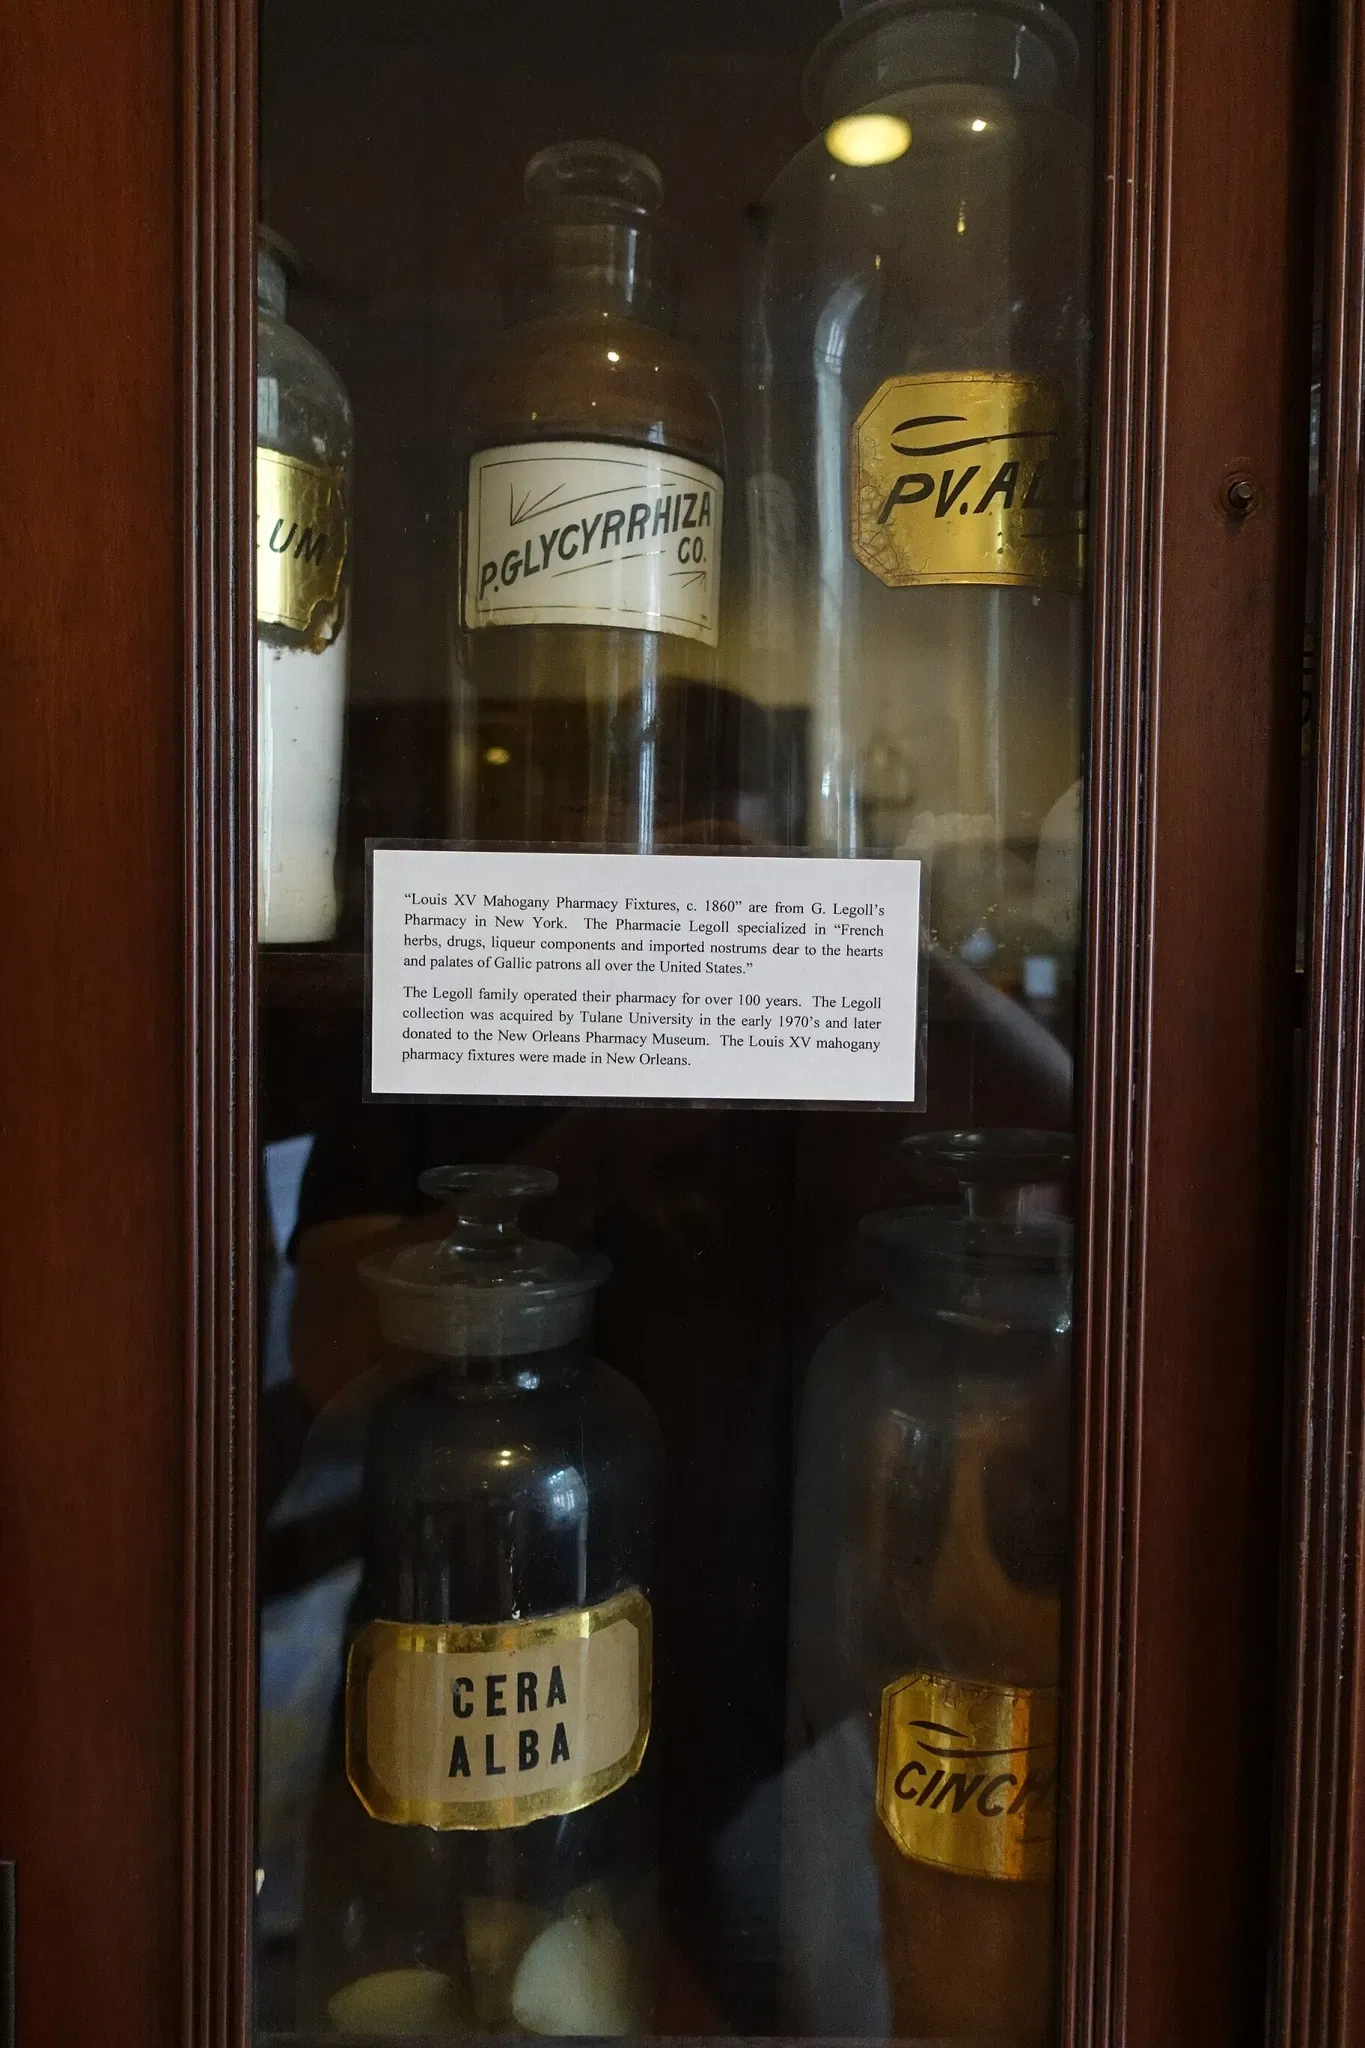 P.GLYCYRRHIZA
CO.
“Louis XV Mahogany Pharmacy Fixtures, c. 1860” are from G. Legoll’s
Pharmacy in New York. The Pharmacie Legoll specialized in “French
herbs, drugs, liqueur components and imported nostrums dear to the hearts
and palates of Gallic patrons all over the United States.”
The Legoll family operated their pharmacy for over 100 years. The Legoll
collection was acquired by Tulane University in the early 1970’s and later
donated to the New Orleans Pharmacy Museum. The Louis XV mahogany
pharmacy fixtures were made in New Orleans.
CERA
ALBA